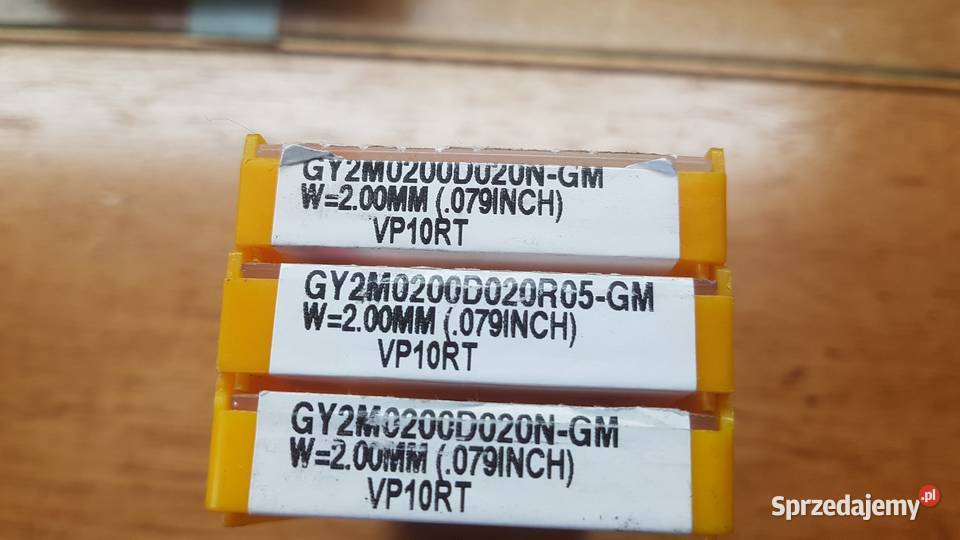 GY2M0200D020N-GM
W=2.00MM (.079INCH)
VP10RT
GY2M0200D020R05-GM
W=2.00MM (.079INCH)
VP10RT
GY2M0200D020N-GM
W=2.00MM (.079INCH)
VP10RT
Sprzedajemy.pl